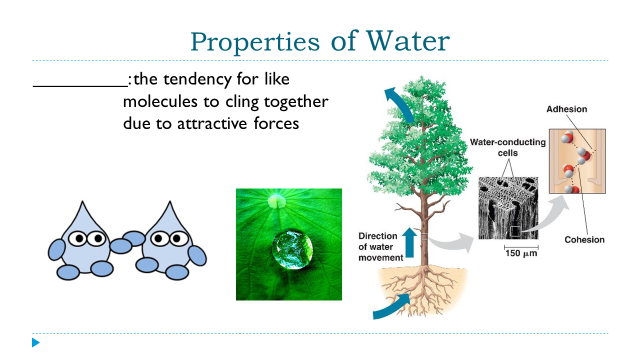 Properties of Water
__________: the tendency for like
molecules to cling together
due to attractive forces
Adhesion
Water-conducting
cells
Direction
of water
movement
Cohesion
150 µm